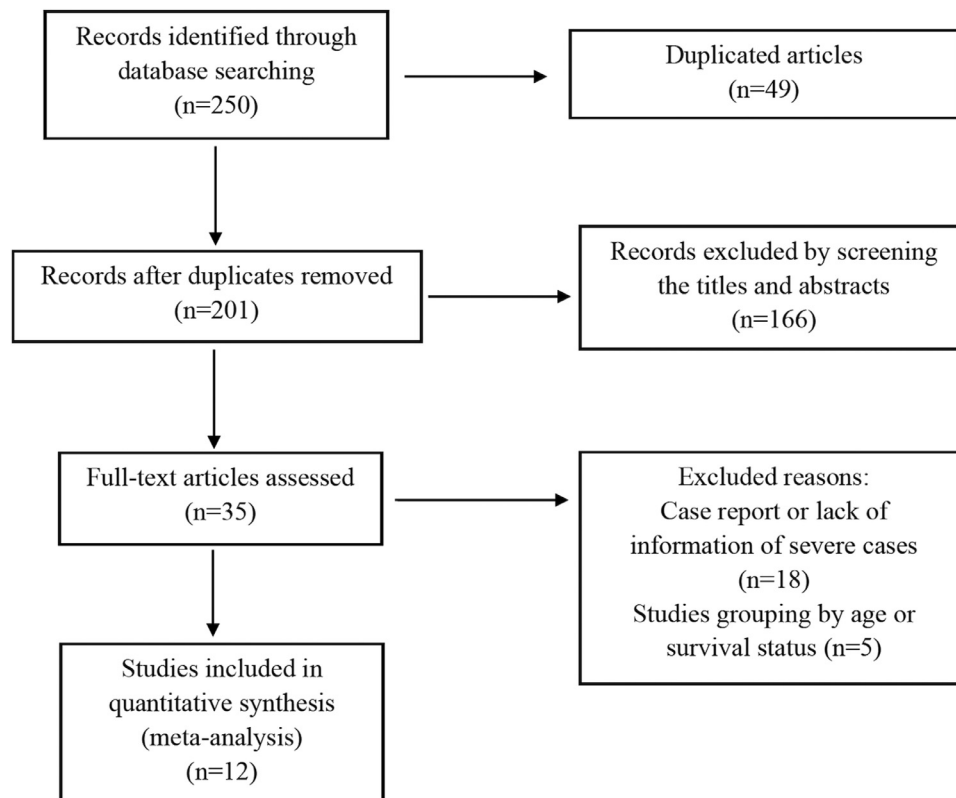 Records identified through
database searching
(n=250)
Duplicated articles
(n=49)
Records after duplicates removed
(n=201)
Records excluded by screening
the titles and abstracts
(n=166)
Full-text articles assessed
(n=35)
Excluded reasons:
Case report or lack of
information of severe cases
(n=18)
Studies grouping by age or
survival status (n=5)
Studies included in
quantitative synthesis
(meta-analysis)
(n=12)